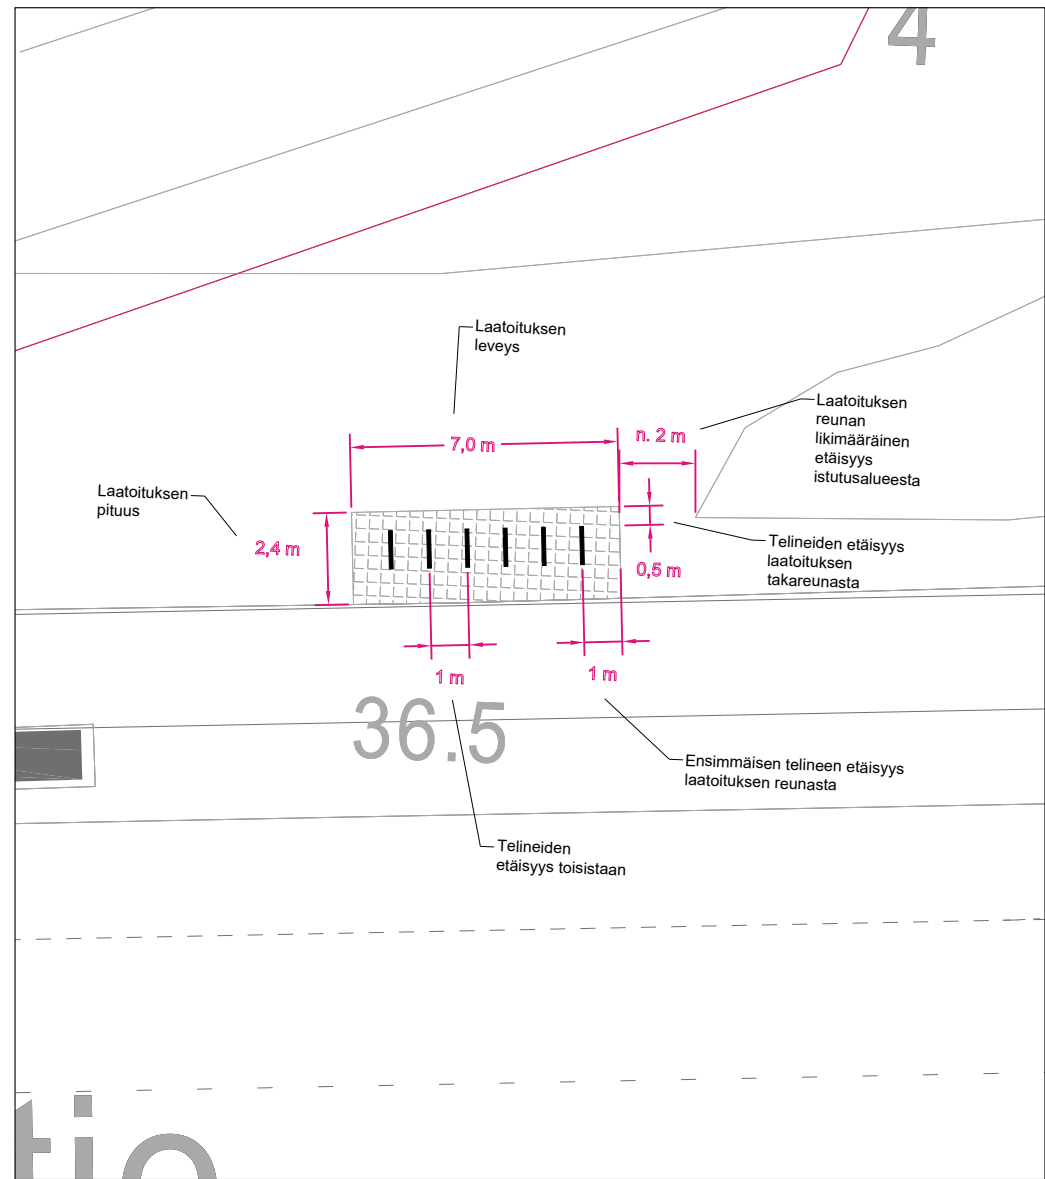 4
Laatoituksen
leveys
Laatoituksen
reunan
likimääräinen
etäisyys
istutusalueesta
n. 2 m
7,0 m
Laatoituksen
pituus
2,4 m
Telineiden etäisyys
laatoituksen
takareunasta
0,5 m
1 m
1 m
36.5
Ensimmäisen telineen etäisyys
laatoituksen reunasta
Telineiden
etäisyys toisistaan
tio